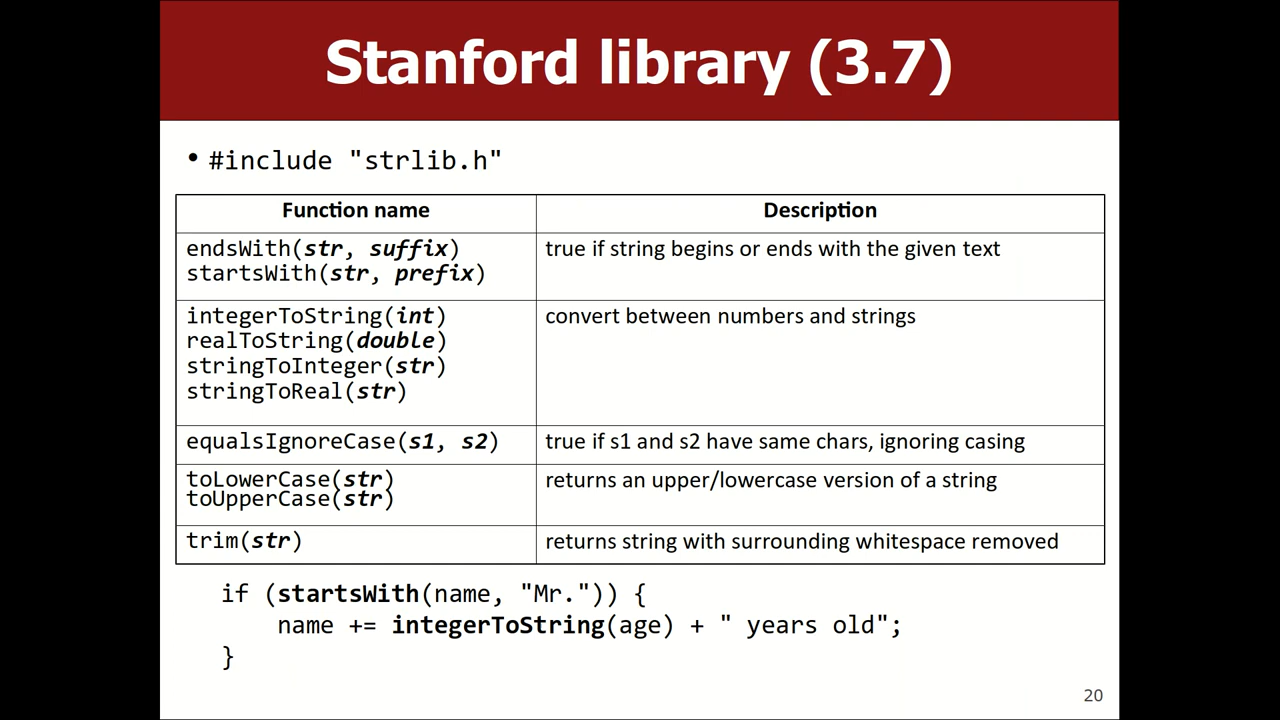 Stanford library (3.7)
• #include "strlib.h"
Function name
Description
endsWith(str, suffix)
startsWith(str, prefix)
true if string begins or ends with the given text
integerToString(int)
realToString(double)
stringToInteger(str)
stringToReal(str)
convert between numbers and strings
equalsIgnoreCase(s1, s2)
true if s1 and s2 have same chars, ignoring casing
toLowerCase(str)
toUpperCase(str)
returns an upper/lowercase version of a string
trim(str)
returns string with surrounding whitespace removed
if (startsWith(name, "Mr.")) {
    name += integerToString(age) + " years old";
}
20